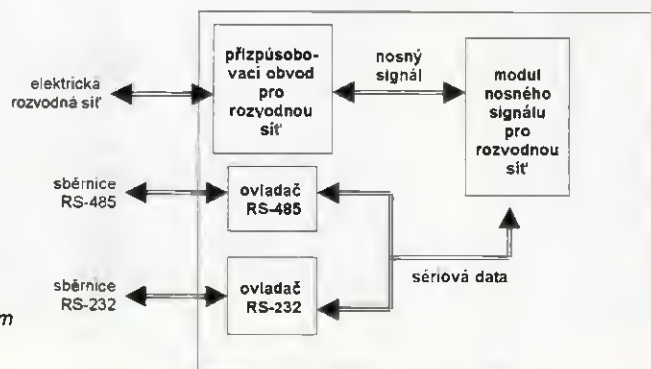 elektrická
rozvodná síť
přízpůsobo-
vací obvod
pro
rozvodnou
síť
nosný
signál
modul
nosného
signálu
pro
rozvodnou
síť
sběrnice
RS-485
ovladač
RS-485
sběrnice
RS-232
ovladač
RS-232
sériová data
m